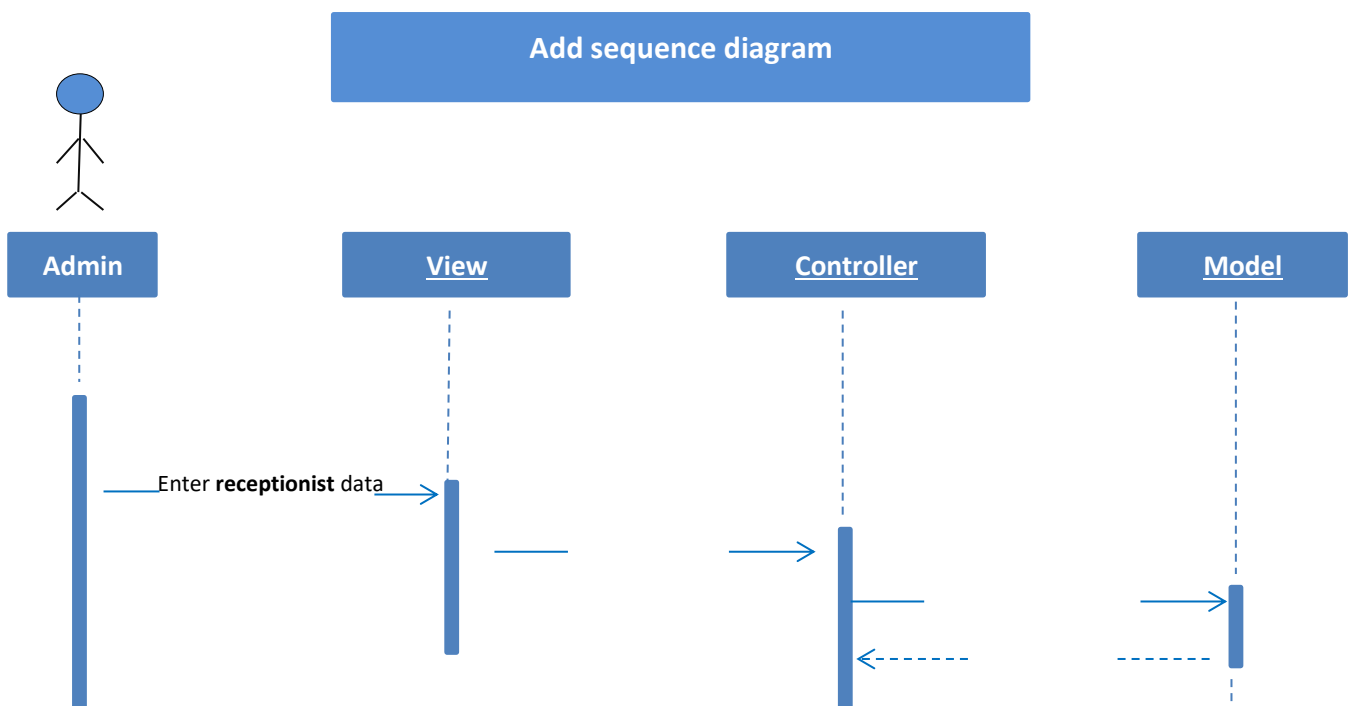 Add sequence diagram
Admin
View
Controller
Model
Enter receptionist data